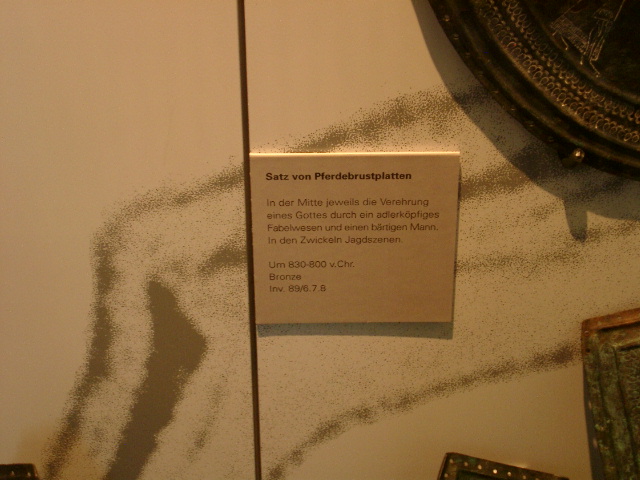 Satz von Pferdebrustplatten
In der Mitte jeweils die Verehrung
eines Gottes durch ein adlerköpfiges
Fabelwesen und einen bärtigen Mann.
In den Zwickeln Jagdszenen.
Um 830-800 v.Chr.
Bronze
Inv. 89/6.7.8